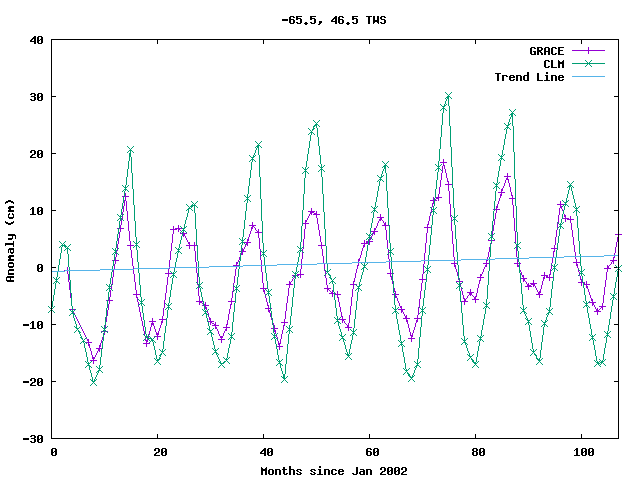 -65.5, 46.5 TWS
GRACE
CLM
Trend Line
40
30
20
10
0
-10
-20
-30
Anomaly (cm)
0 20 40 60 80 100
Months since Jan 2002